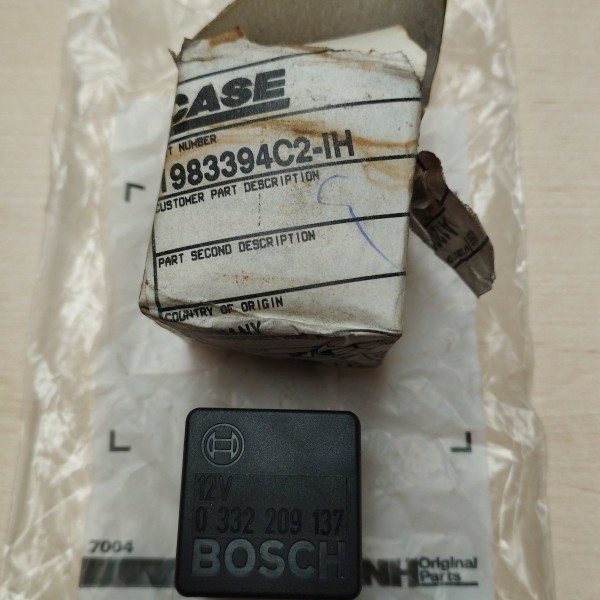 CASE
PART NUMBER
1983394C2-IH
CUSTOMER PART DESCRIPTION
PART SECOND DESCRIPTION
COUNTRY OF ORIGIN
12V
0 332 209 137
BOSCH
7004
NH Original
Parts